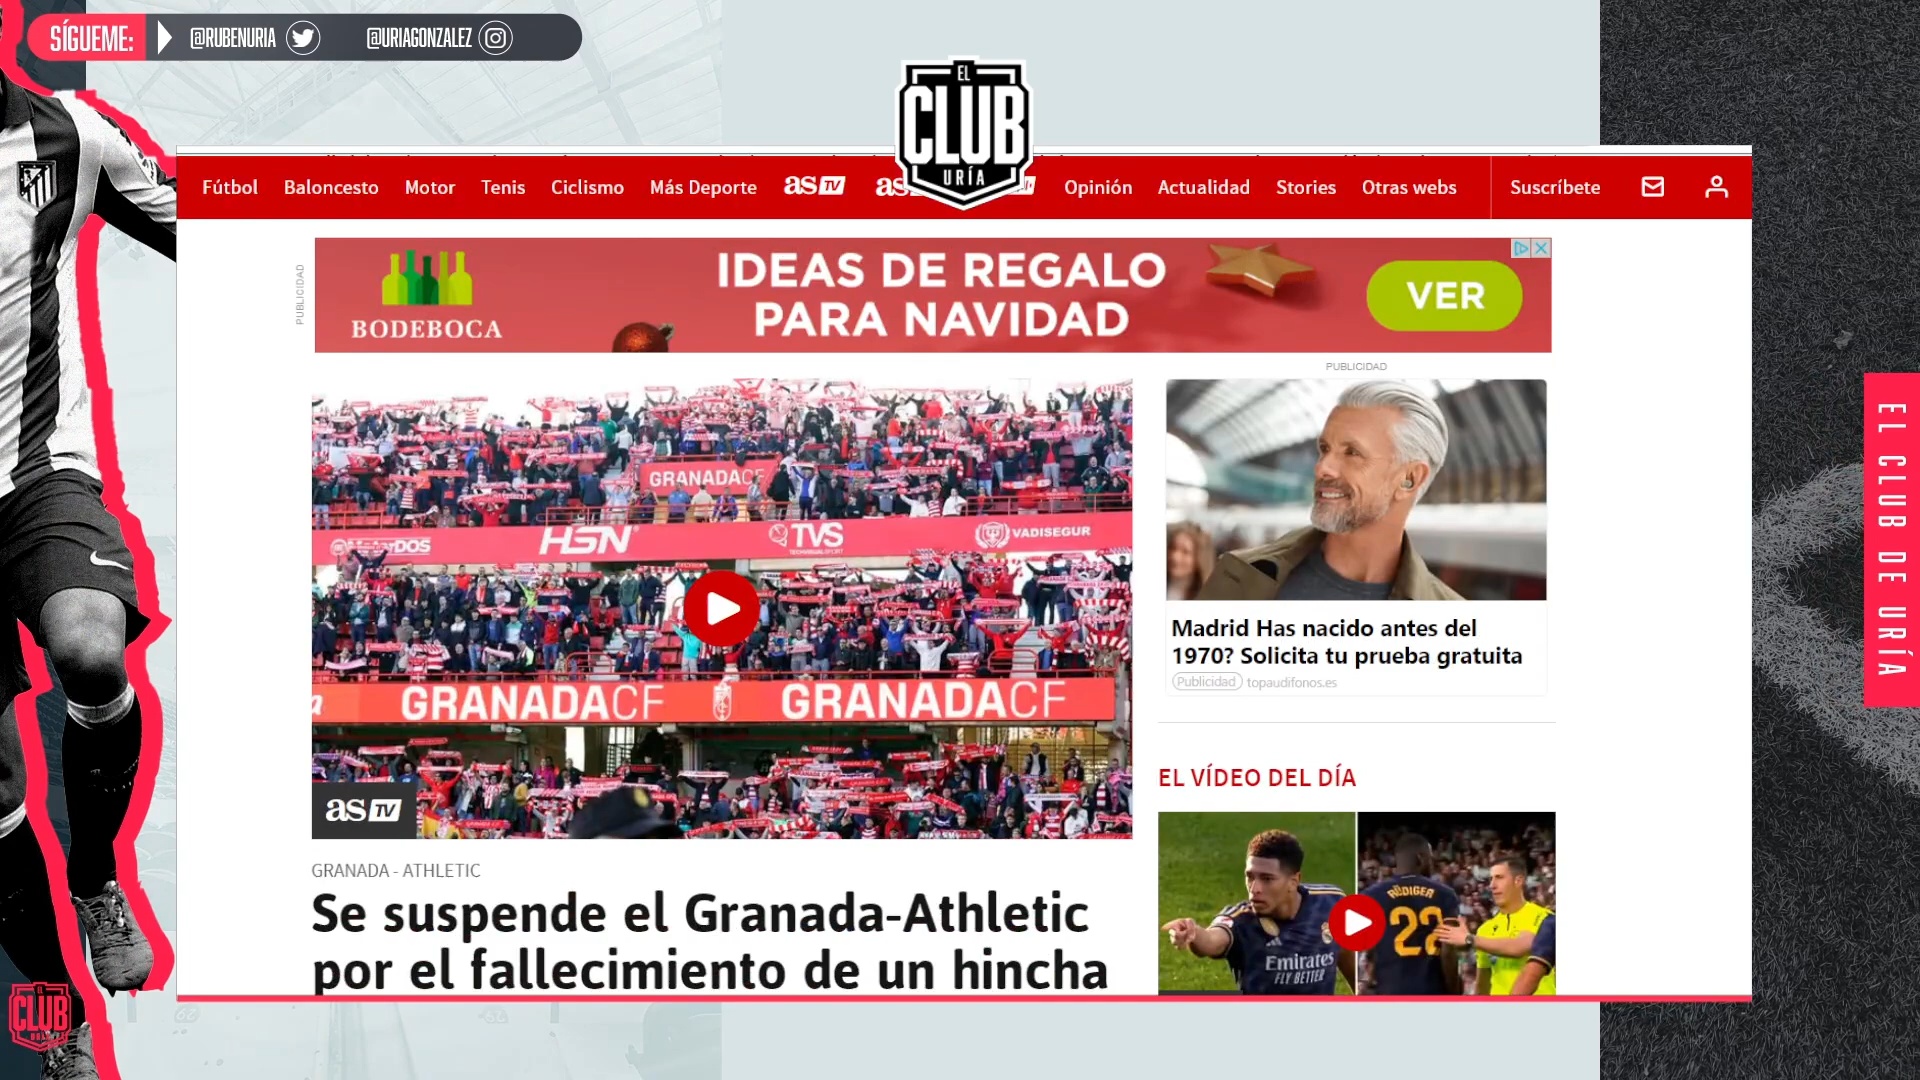 SÍGUEME:
@RUBENURIA
@URIAGONZALEZ
EL
CLUB
URÍA
Fútbol
Baloncesto
Motor
Tenis
Ciclismo
Más Deporte
as TV
as
Opinión
Actualidad
Stories
Otras webs
Suscríbete
PUBLICIDAD
BODEBOCA
IDEAS DE REGALO
PARA NAVIDAD
VER
PUBLICIDAD
GRANADACF
HSN
TVS
VADISEGUR
GRANADACF
GRANADACF
as TV
Madrid Has nacido antes del
1970? Solicita tu prueba gratuita
Publicidad topaudifonos.es
EL VÍDEO DEL DÍA
RÜDIGER
22
Emirates
FLY BETTER
GRANADA - ATHLETIC
Se suspende el Granada-Athletic
por el fallecimiento de un hincha
EL CLUB DE URÍA
EL
CLUB
URÍA